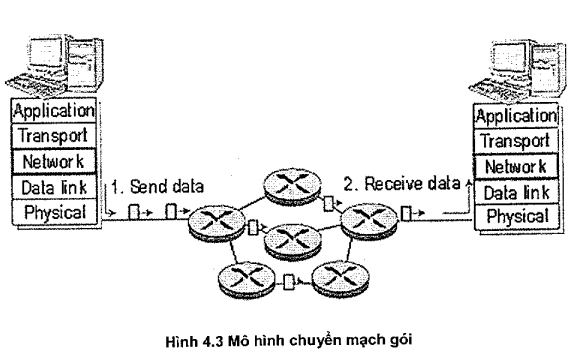 Application
Transport
Network
Data link
Physical
1. Send data
2. Receive data
Application
Transport
Network
Data link
Physical
Hình 4.3 Mô hình chuyển mạch gói